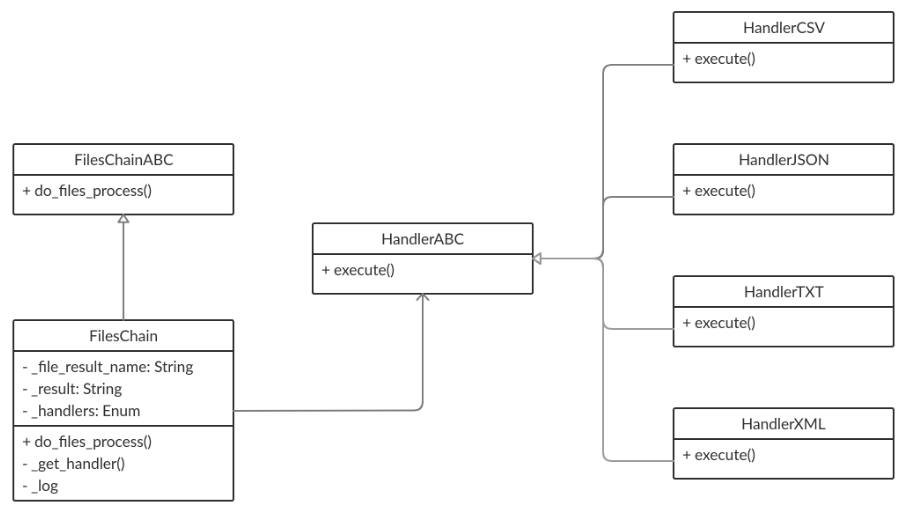 HandlerCSV
+ execute()
FilesChainABC
+ do_files_process()
HandlerJSON
+ execute()
HandlerABC
+ execute()
HandlerTXT
+ execute()
FilesChain
- _file_result_name: String
- _result: String
- _handlers: Enum
+ do_files_process()
- _get_handler()
- _log
HandlerXML
+ execute()